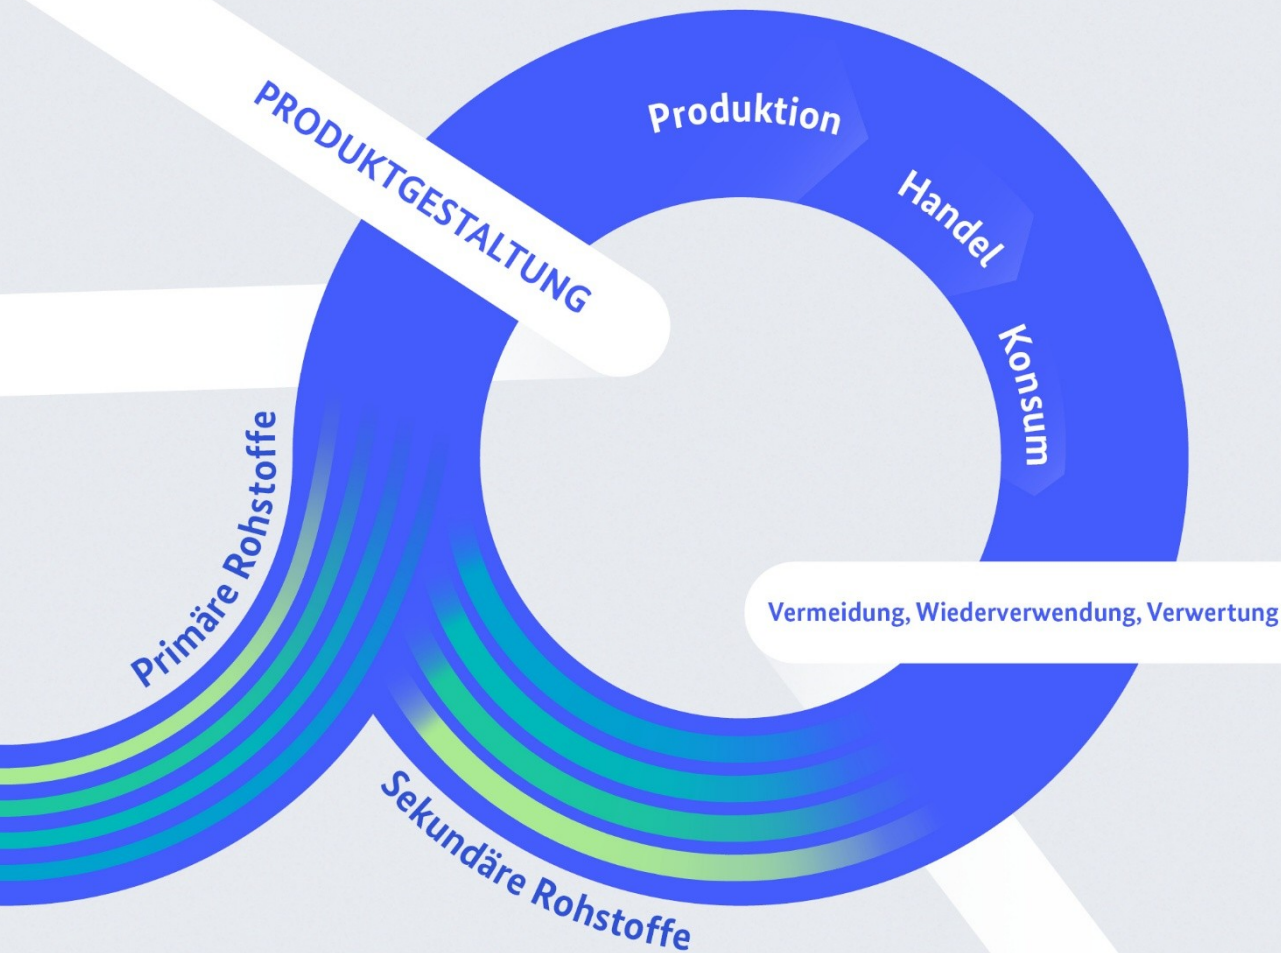 PRODUKTGESTALTUNG
Produktion
Handel
Konsum
Vermeidung, Wiederverwendung, Verwertung
Primäre Rohstoffe
Sekundäre Rohstoffe